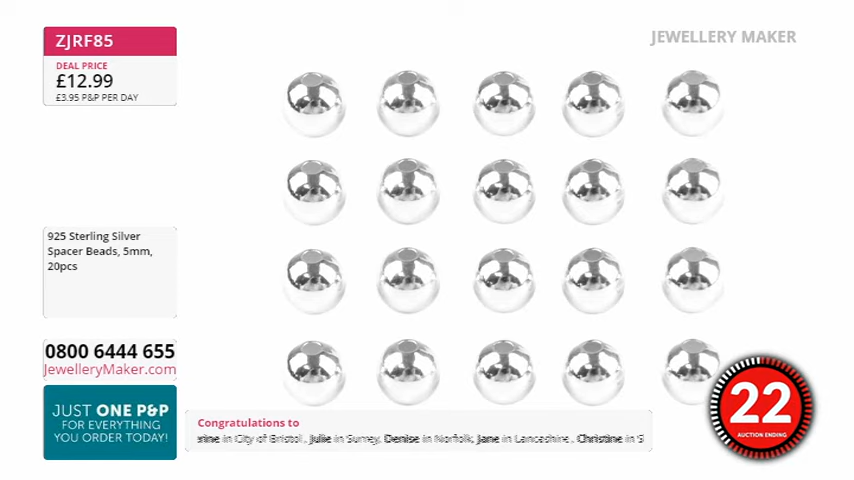 ZJRF85
DEAL PRICE
£12.99
£3.95 P&P PER DAY
JEWELLERY MAKER
925 Sterling Silver
Spacer Beads, 5mm,
20pcs
0800 6444 655
JewelleryMaker.com
JUST ONE P&P
FOR EVERYTHING
YOU ORDER TODAY!
Congratulations to
in City of Bristol, Julie in Surrey, Denise in Norfolk, Jane in Lancashire, Christine in S
22
AUCTION ENDING